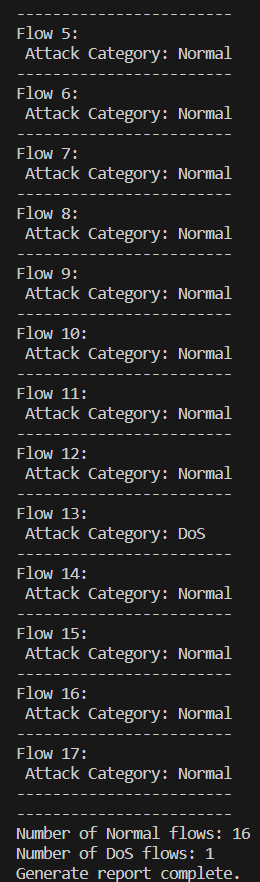 ------------------------
Flow 5:
 Attack Category: Normal
------------------------
Flow 6:
 Attack Category: Normal
------------------------
Flow 7:
 Attack Category: Normal
------------------------
Flow 8:
 Attack Category: Normal
------------------------
Flow 9:
 Attack Category: Normal
------------------------
Flow 10:
 Attack Category: Normal
------------------------
Flow 11:
 Attack Category: Normal
------------------------
Flow 12:
 Attack Category: Normal
------------------------
Flow 13:
 Attack Category: DoS
------------------------
Flow 14:
 Attack Category: Normal
------------------------
Flow 15:
 Attack Category: Normal
------------------------
Flow 16:
 Attack Category: Normal
------------------------
Flow 17:
 Attack Category: Normal
------------------------
------------------------
Number of Normal flows: 16
Number of DoS flows: 1
Generate report complete.